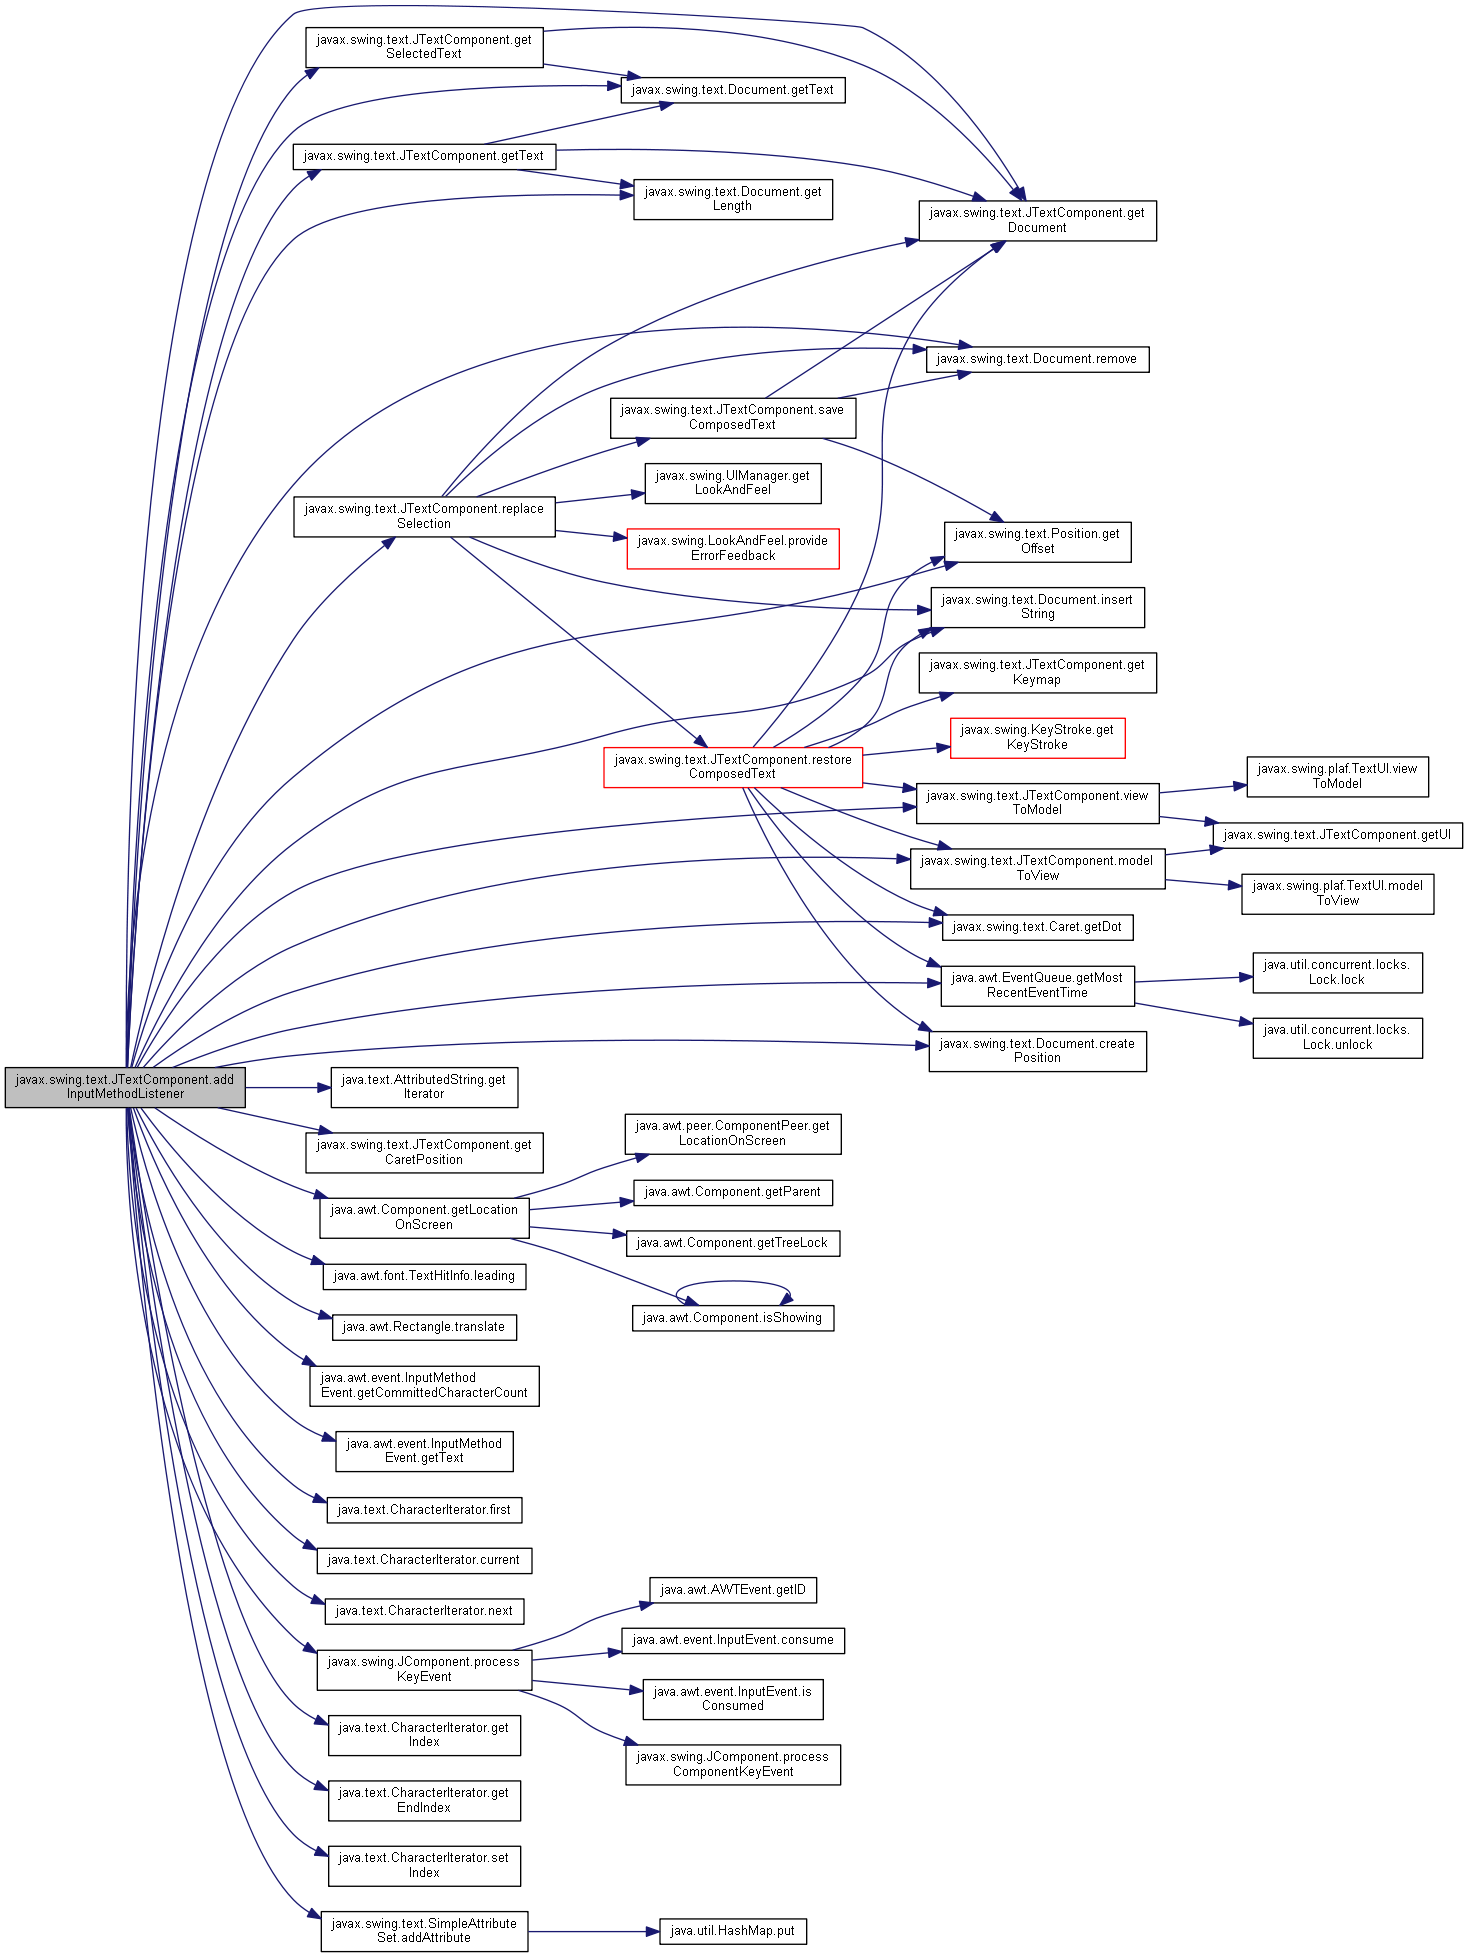 javax.swing.text.JTextComponent.get
SelectedText
javax.swing.text.Document.getText
javax.swing.text.JTextComponent.getText
javax.swing.text.Document.get
Length
javax.swing.text.JTextComponent.get
Document
javax.swing.text.Document.remove
javax.swing.text.JTextComponent.save
ComposedText
javax.swing.UIManager.get
LookAndFeel
javax.swing.text.JTextComponent.replace
Selection
javax.swing.LookAndFeel.provide
ErrorFeedback
javax.swing.text.Position.get
Offset
javax.swing.text.Document.insert
String
javax.swing.text.JTextComponent.get
Keymap
javax.swing.KeyStroke.get
KeyStroke
javax.swing.text.JTextComponent.restore
ComposedText
javax.swing.text.JTextComponent.view
ToModel
javax.swing.plaf.TextUI.view
ToModel
javax.swing.text.JTextComponent.getUI
javax.swing.text.JTextComponent.model
ToView
javax.swing.plaf.TextUI.model
ToView
javax.swing.text.Caret.getDot
java.awt.EventQueue.getMost
RecentEventTime
java.util.concurrent.locks.
Lock.lock
java.util.concurrent.locks.
Lock.unlock
javax.swing.text.Document.create
Position
javax.swing.text.JTextComponent.add
InputMethodListener
java.text.AttributedString.get
Iterator
javax.swing.text.JTextComponent.get
CaretPosition
java.awt.peer.ComponentPeer.get
LocationOnScreen
java.awt.Component.getParent
java.awt.Component.getLocation
OnScreen
java.awt.Component.getTreeLock
java.awt.font.TextHitInfo.leading
java.awt.Component.isShowing
java.awt.Rectangle.translate
java.awt.event.InputMethod
Event.getCommittedCharacterCount
java.awt.event.InputMethod
Event.getText
java.text.CharacterIterator.first
java.text.CharacterIterator.current
java.awt.AWTEvent.getID
java.text.CharacterIterator.next
java.awt.event.InputEvent.consume
javax.swing.JComponent.process
KeyEvent
java.awt.event.InputEvent.is
Consumed
java.text.CharacterIterator.get
Index
javax.swing.JComponent.process
ComponentKeyEvent
java.text.CharacterIterator.get
EndIndex
java.text.CharacterIterator.set
Index
javax.swing.text.SimpleAttribute
Set.addAttribute
java.util.HashMap.put